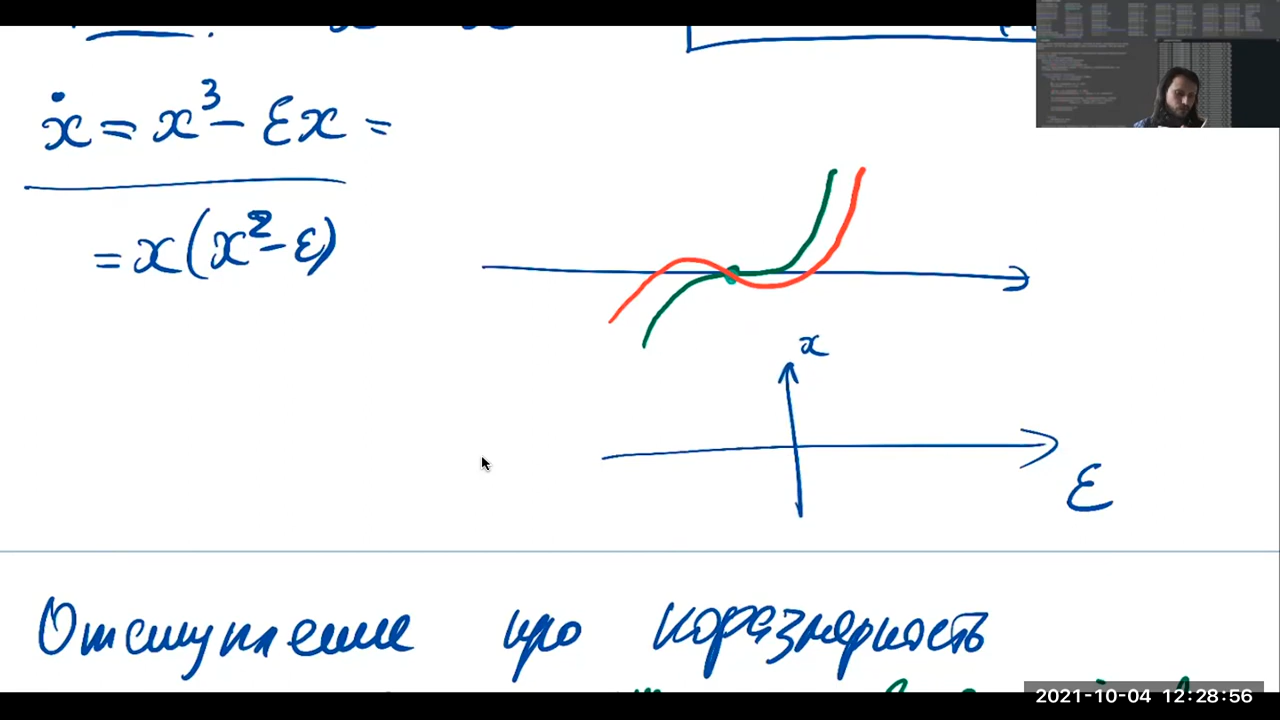 ẋ = x³ - εx =
= x(x² - ε)
x
ε
Отступление про коразмерность
2021-10-04 12:28:56